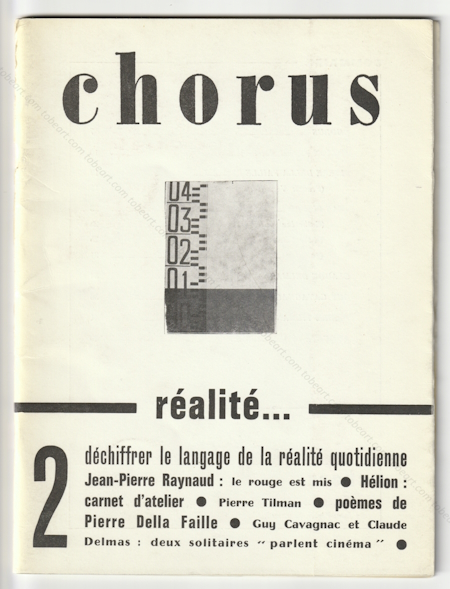 chorus
04
03
02
01
réalité...
2
déchiffrer le langage de la réalité quotidienne
Jean-Pierre Raynaud : le rouge est mis ● Hélion :
carnet d'atelier ● Pierre Tilman ● poèmes de
Pierre Della Faille ● Guy Cavagnac et Claude
Delmas : deux solitaires “ parlent cinéma ” ●